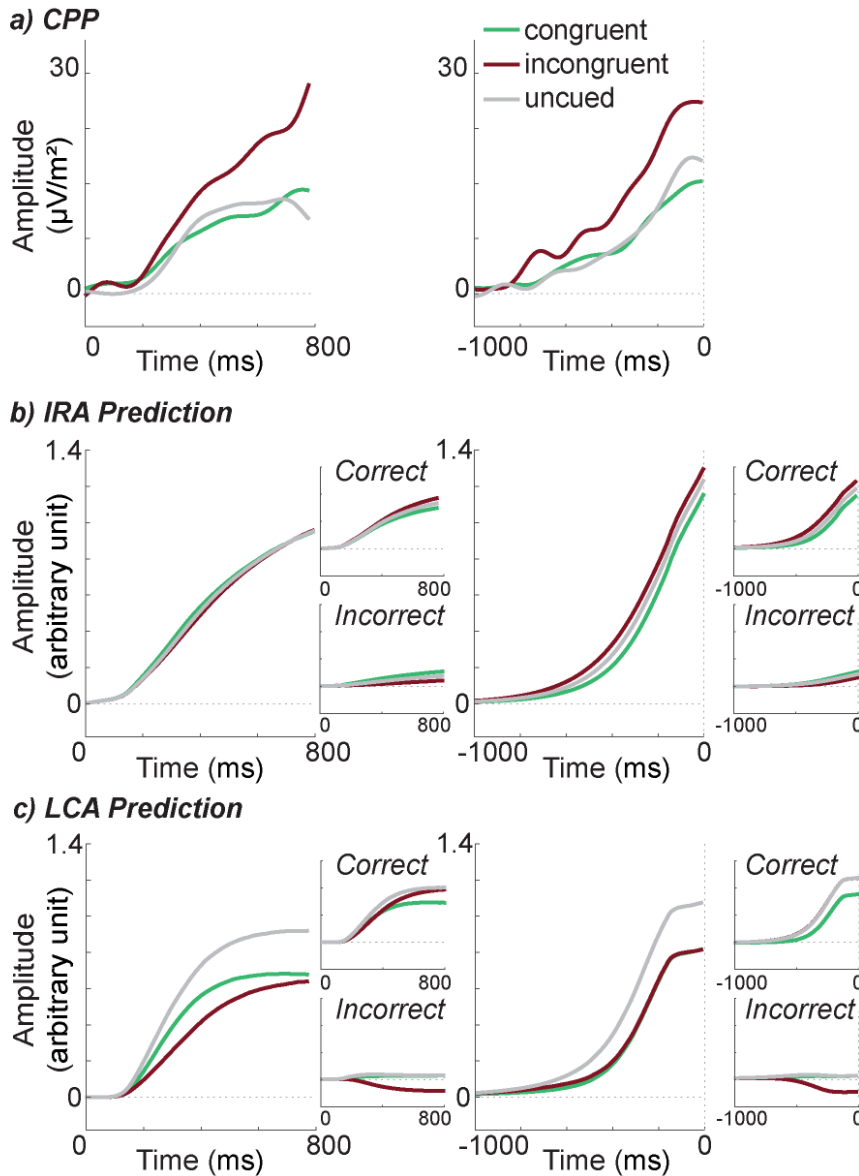 a) CPP
congruent
incongruent
uncued
30
0
Amplitude
(µV/m²)
0
800
Time (ms)
30
0
-1000
0
Time (ms)
b) IRA Prediction
1.4
0
Amplitude
(arbitrary unit)
0
800
Time (ms)
Correct
0
800
Incorrect
0
800
1.4
0
-1000
0
Time (ms)
Correct
-1000
0
Incorrect
-1000
0
c) LCA Prediction
1.4
0
Amplitude
(arbitrary unit)
0
800
Time (ms)
Correct
0
800
Incorrect
0
800
1.4
0
-1000
0
Time (ms)
Correct
-1000
0
Incorrect
-1000
0